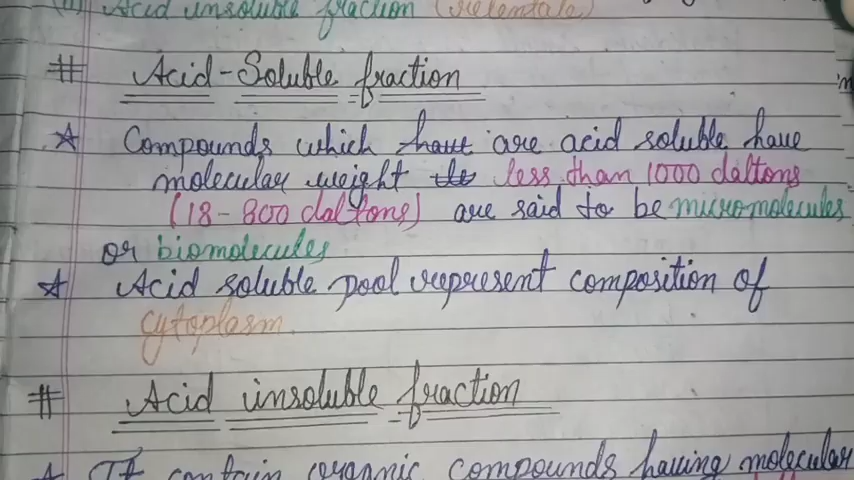 (ii) Acid insoluble fraction (retentate)
# Acid-Soluble fraction
☆ Compounds which have are acid soluble have
molecular weight less than 1000 daltons
(18-800 daltons) are said to be micromolecules
or biomolecules
☆ Acid soluble pool represent composition of
cytoplasm.
# Acid insoluble fraction
☆ It contain organic compounds having molecular